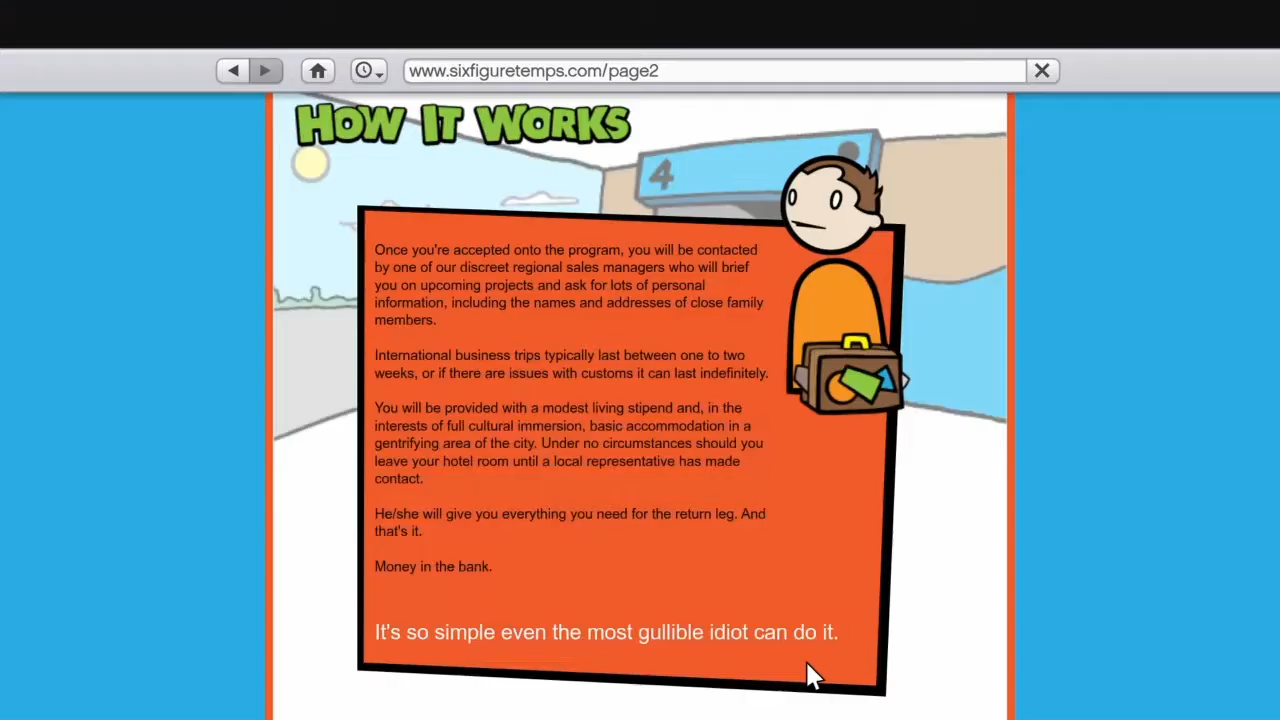 www.sixfiguretemps.com/page2
How It Works
4
Once you're accepted onto the program, you will be contacted
by one of our discreet regional sales managers who will brief
you on upcoming projects and ask for lots of personal
information, including the names and addresses of close family
members.
International business trips typically last between one to two
weeks, or if there are issues with customs it can last indefinitely.
You will be provided with a modest living stipend and, in the
interests of full cultural immersion, basic accommodation in a
gentrifying area of the city. Under no circumstances should you
leave your hotel room until a local representative has made
contact.
He/she will give you everything you need for the return leg. And
that's it.
Money in the bank.
It's so simple even the most gullible idiot can do it.